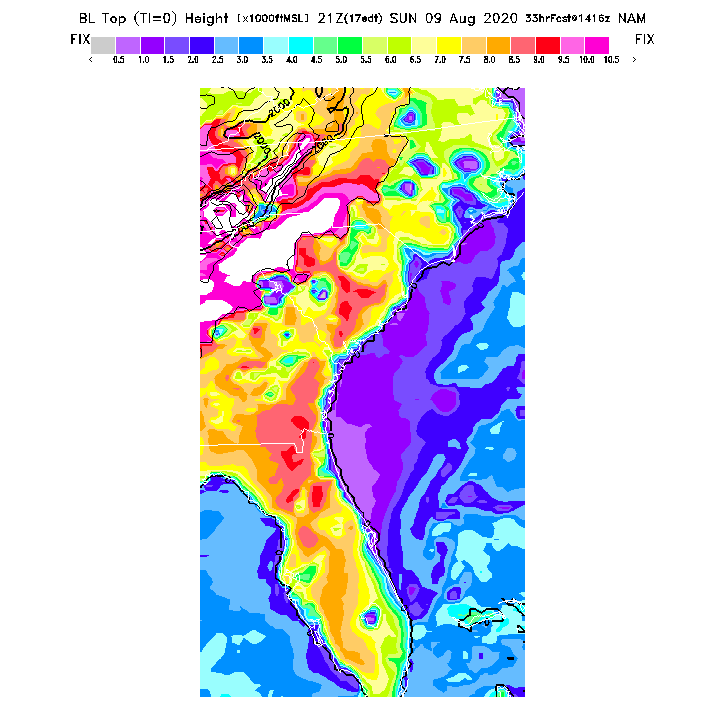 BL Top (TI=0) Height [x1000ftMSL] 21Z(17edt) SUN 09 Aug 2020 33hrFcst@1416z NAM
FIX FIX
< 0.5 1.0 1.5 2.0 2.5 3.0 3.5 4.0 4.5 5.0 5.5 6.0 6.5 7.0 7.5 8.0 8.5 9.0 9.5 10.0 10.5 >
2000
2000
2000